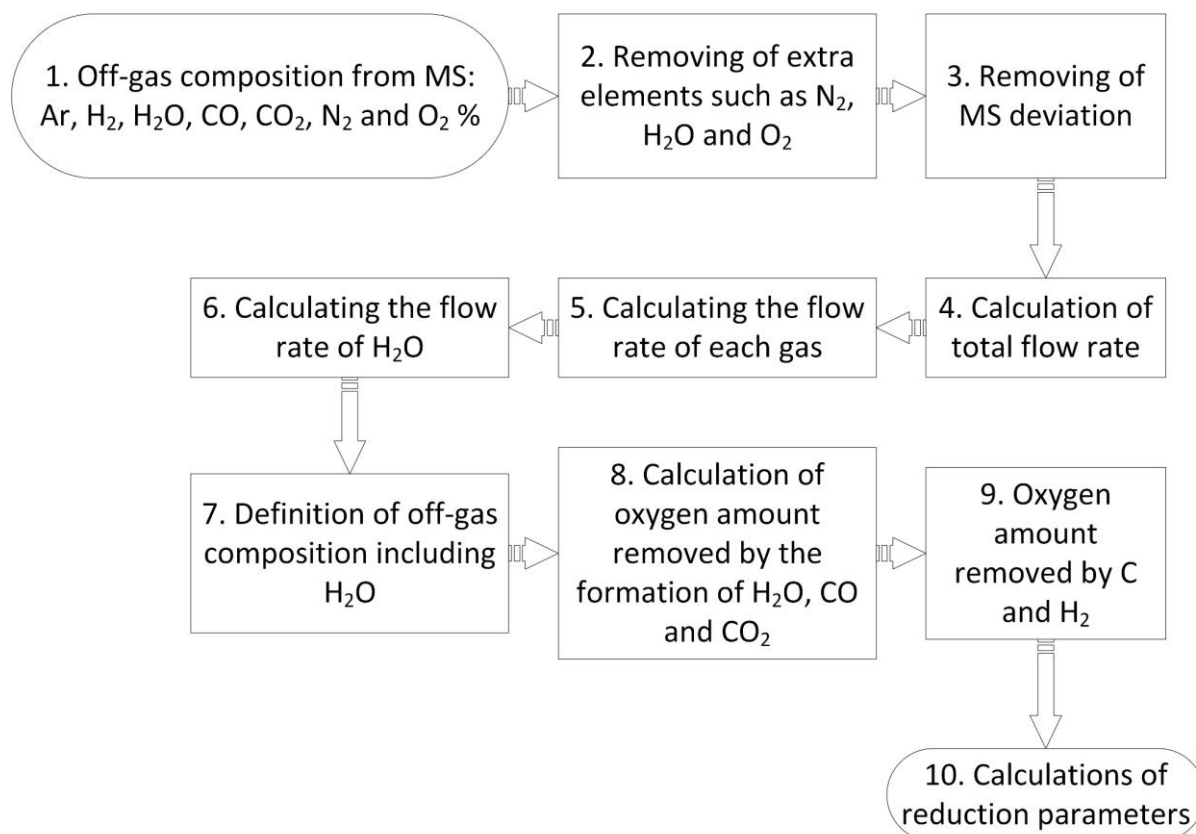 1. Off-gas composition from MS:
Ar, H₂, H₂O, CO, CO₂, N₂ and O₂ %
2. Removing of extra
elements such as N₂,
H₂O and O₂
3. Removing of
MS deviation
4. Calculation of
total flow rate
5. Calculating the flow
rate of each gas
6. Calculating the flow
rate of H₂O
7. Definition of off-gas
composition including
H₂O
8. Calculation of
oxygen amount
removed by the
formation of H₂O, CO
and CO₂
9. Oxygen
amount
removed by C
and H₂
10. Calculations of
reduction parameters